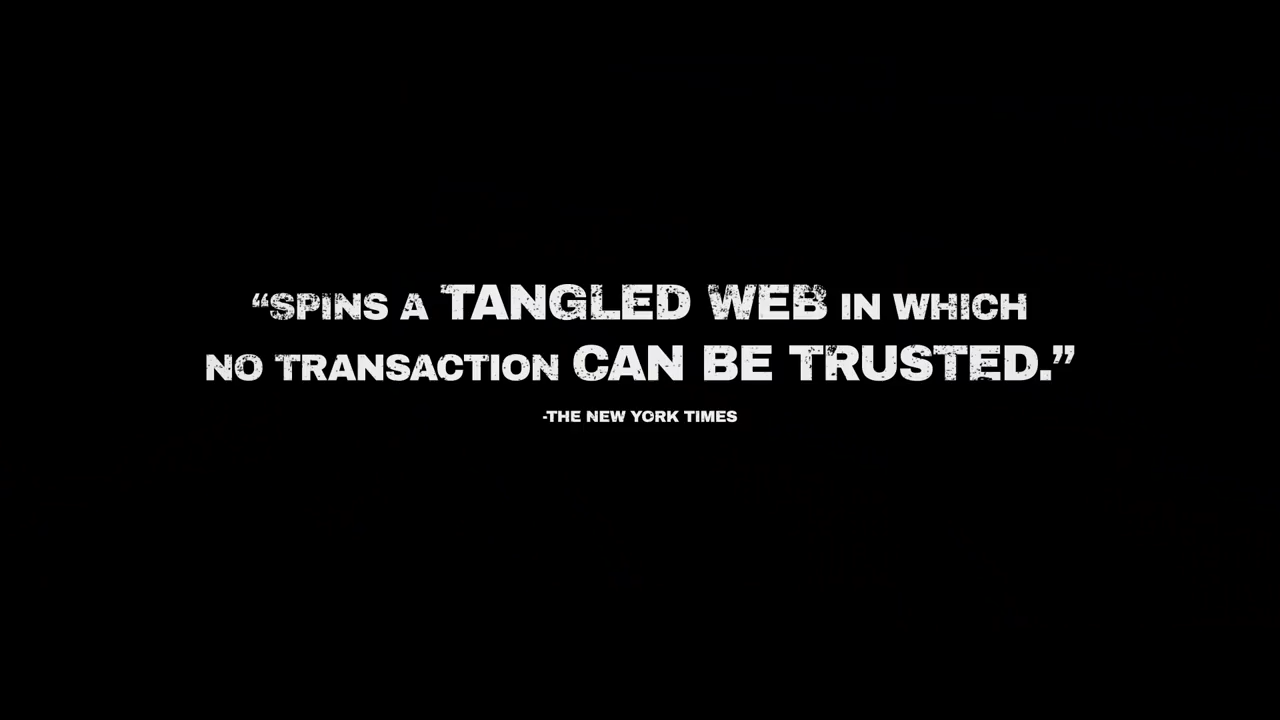 “SPINS A TANGLED WEB IN WHICH
NO TRANSACTION CAN BE TRUSTED.”
-THE NEW YORK TIMES